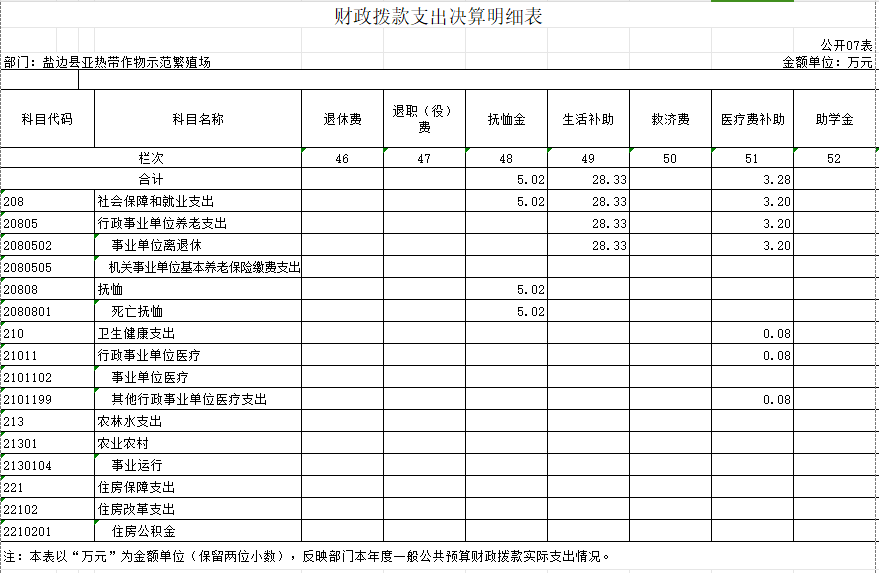 财政拨款支出决算明细表
公开07表
部门：盐边县亚热带作物示范繁殖场 金额单位：万元
科目代码 科目名称 退休费 退职（役）费 抚恤金 生活补助 救济费 医疗费补助 助学金
栏次 46 47 48 49 50 51 52
合计 5.02 28.33 3.28
208 社会保障和就业支出 5.02 28.33 3.20
20805 行政事业单位养老支出 28.33 3.20
2080502 事业单位离退休 28.33 3.20
2080505 机关事业单位基本养老保险缴费支出
20808 抚恤 5.02
2080801 死亡抚恤 5.02
210 卫生健康支出 0.08
21011 行政事业单位医疗 0.08
2101102 事业单位医疗
2101199 其他行政事业单位医疗支出 0.08
213 农林水支出
21301 农业农村
2130104 事业运行
221 住房保障支出
22102 住房改革支出
2210201 住房公积金
注：本表以“万元”为金额单位（保留两位小数），反映部门本年度一般公共预算财政拨款实际支出情况。